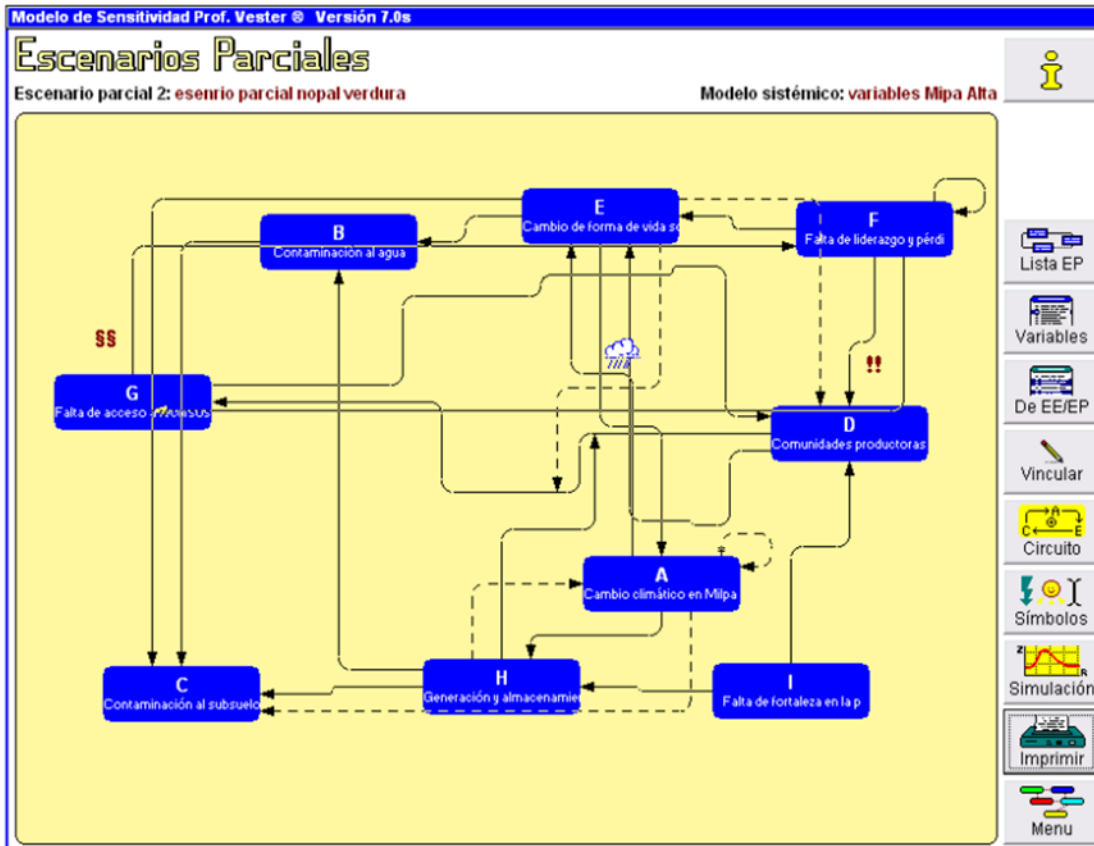 Modelo de Sensitividad Prof. Vester ® Versión 7.0s
Escenarios Parciales
Escenario parcial 2: esenrio parcial nopal verdura
Modelo sistémico: variables Mipa Alta
E
Cambio de forma de vida so
F
Falta de liderazgo y pérdi
B
Contaminación al agua
§§
G
Falta de acceso
!!
D
Comunidades productoras
*
A
Cambio climático en Milpa
C
Contaminación al subsuelo
H
Generación y almacenamie
I
Falta de fortaleza en la p
i
Lista EP
Variables
De EE/EP
Vincular
A
C
E
Circuito
Símbolos
Z
R
Simulación
Imprimir
Menu